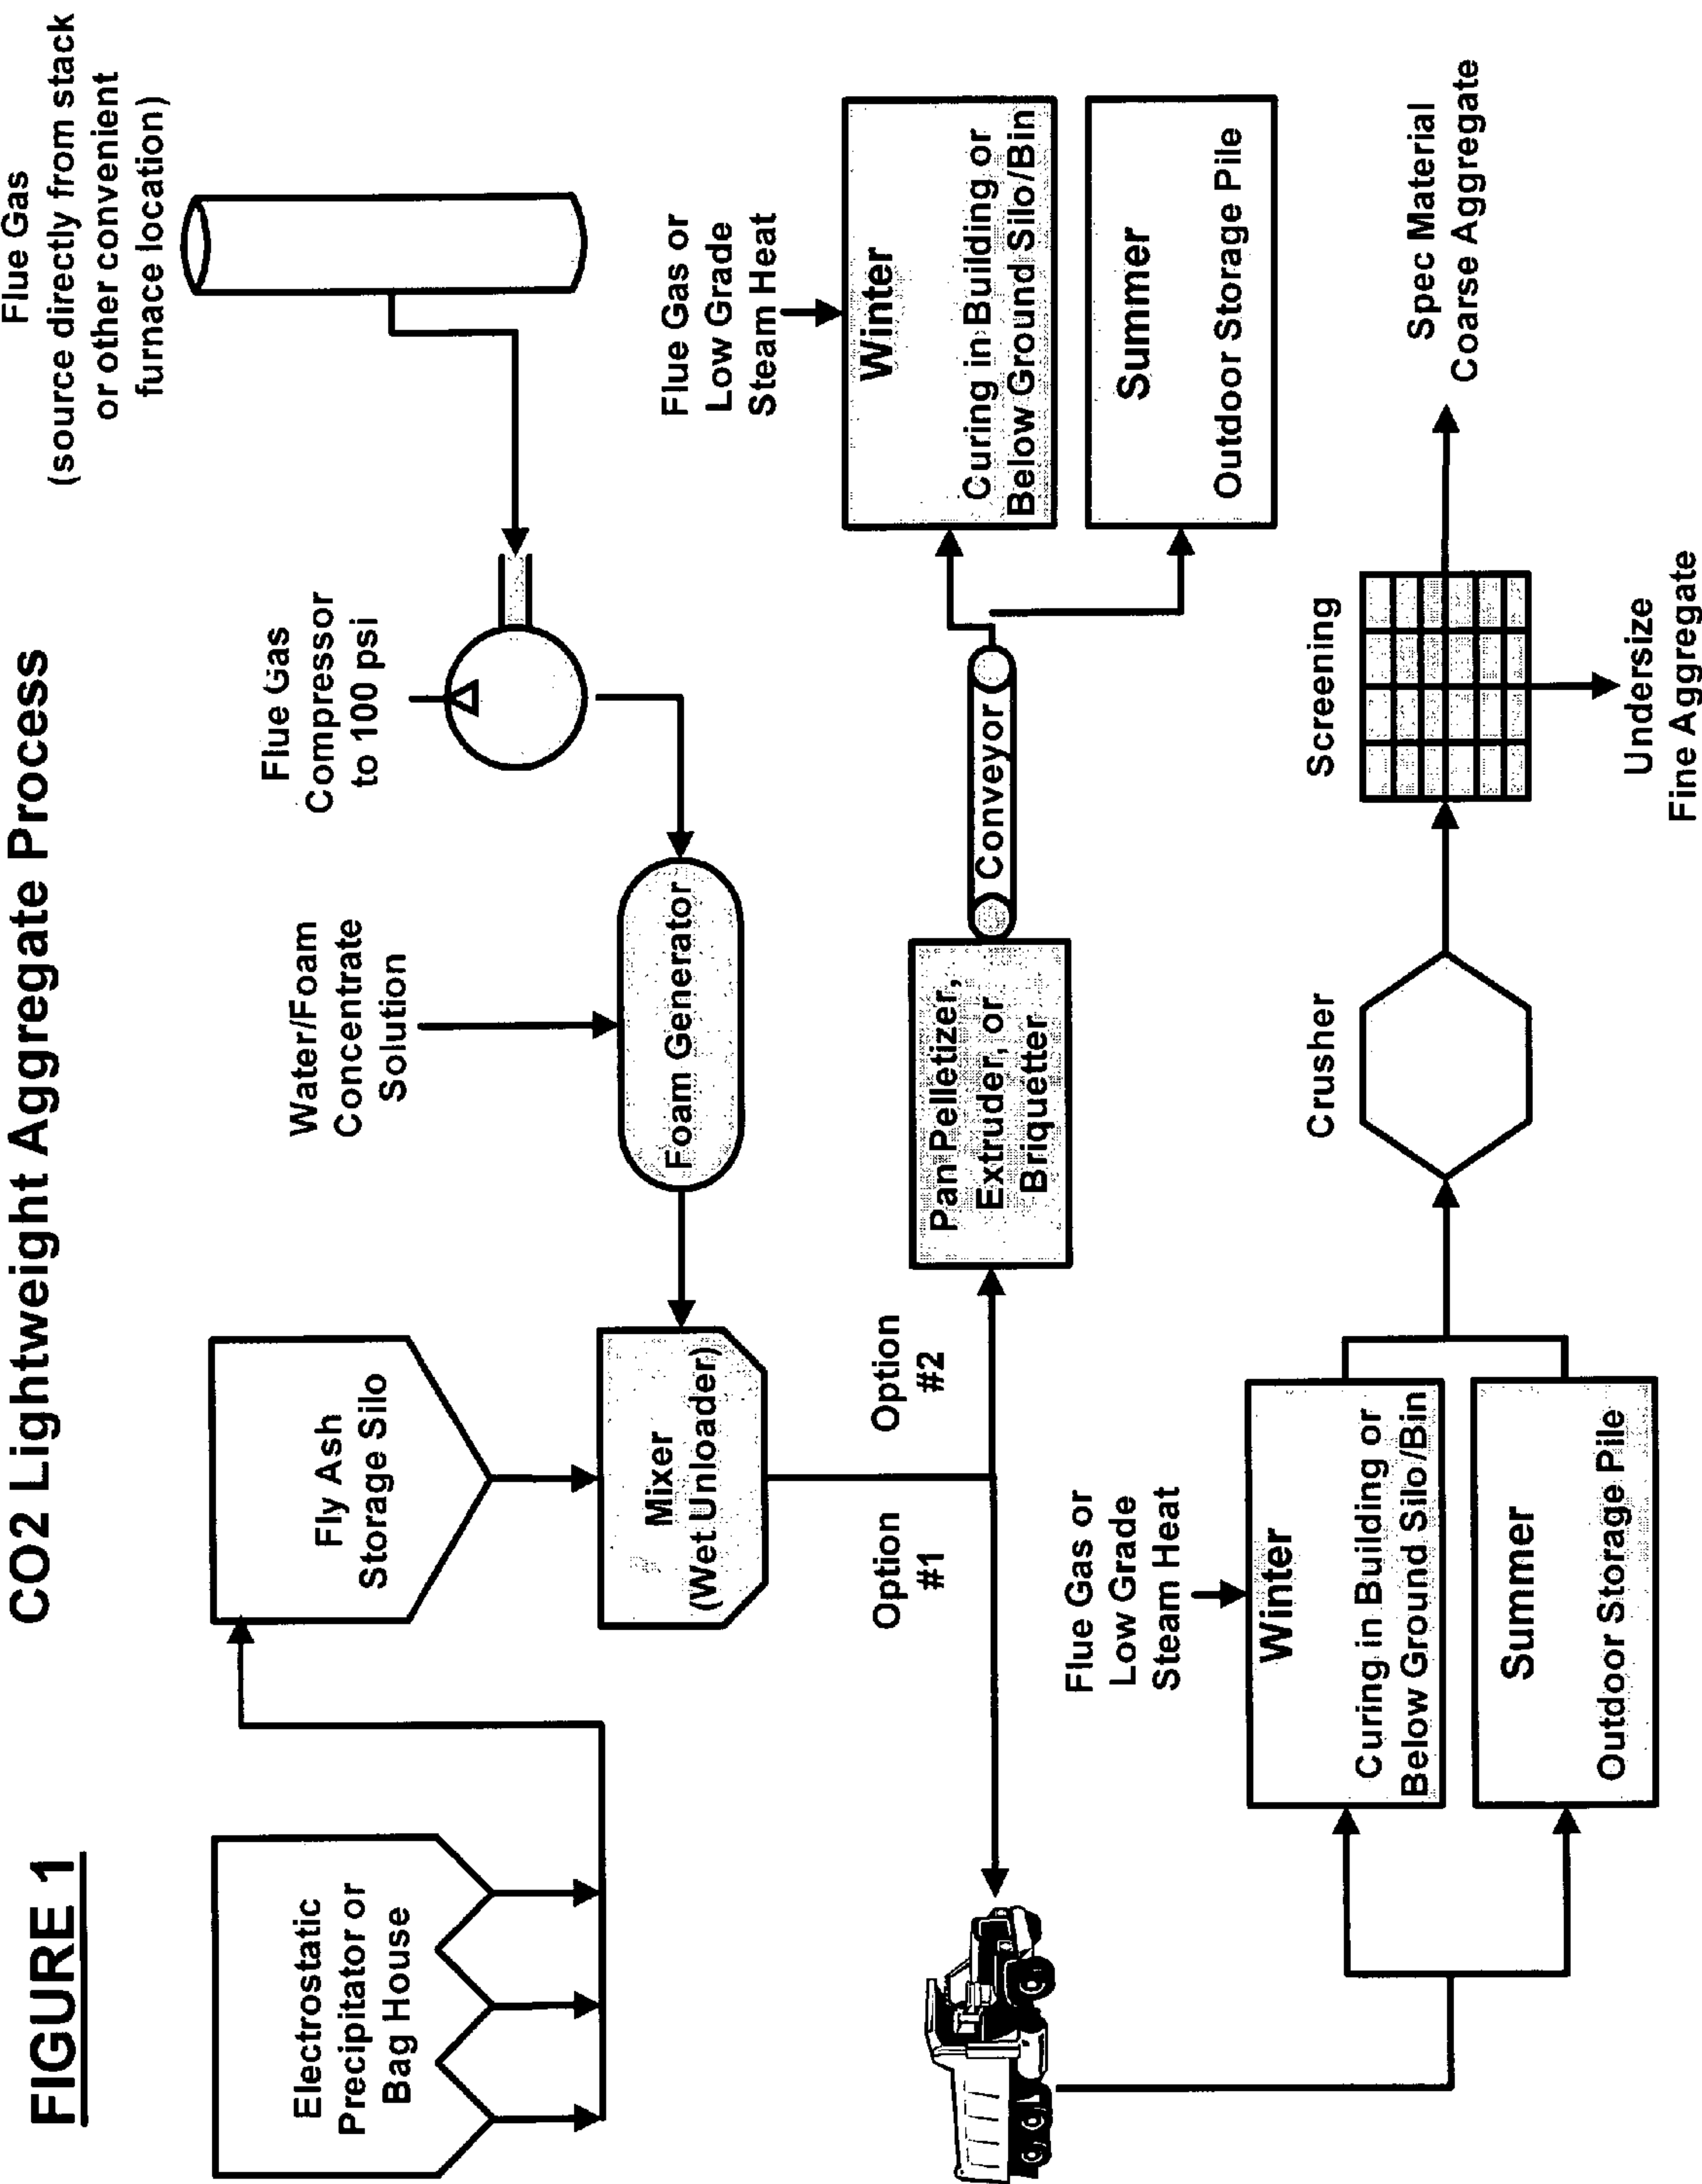 FIGURE 1
CO2 Lightweight Aggregate Process
Electrostatic
Precipitator or
Bag House
Fly Ash
Storage Silo
Water/Foam
Concentrate
Solution
Flue Gas
Compressor
to 100 psi
Flue Gas
(source directly from stack
or other convenient
furnace location)
Mixer
(Wet Unloader)
Foam Generator
Option
#1
Option
#2
Pan Pelletizer,
Extruder, or
Briquetter
Conveyor
Flue Gas or
Low Grade
Steam Heat
Winter
Curing in Building or
Below Ground Silo/Bin
Summer
Outdoor Storage Pile
Flue Gas or
Low Grade
Steam Heat
Winter
Curing in Building or
Below Ground Silo/Bin
Summer
Outdoor Storage Pile
Crusher
Screening
Spec Material
Coarse Aggregate
Undersize
Fine Aggregate